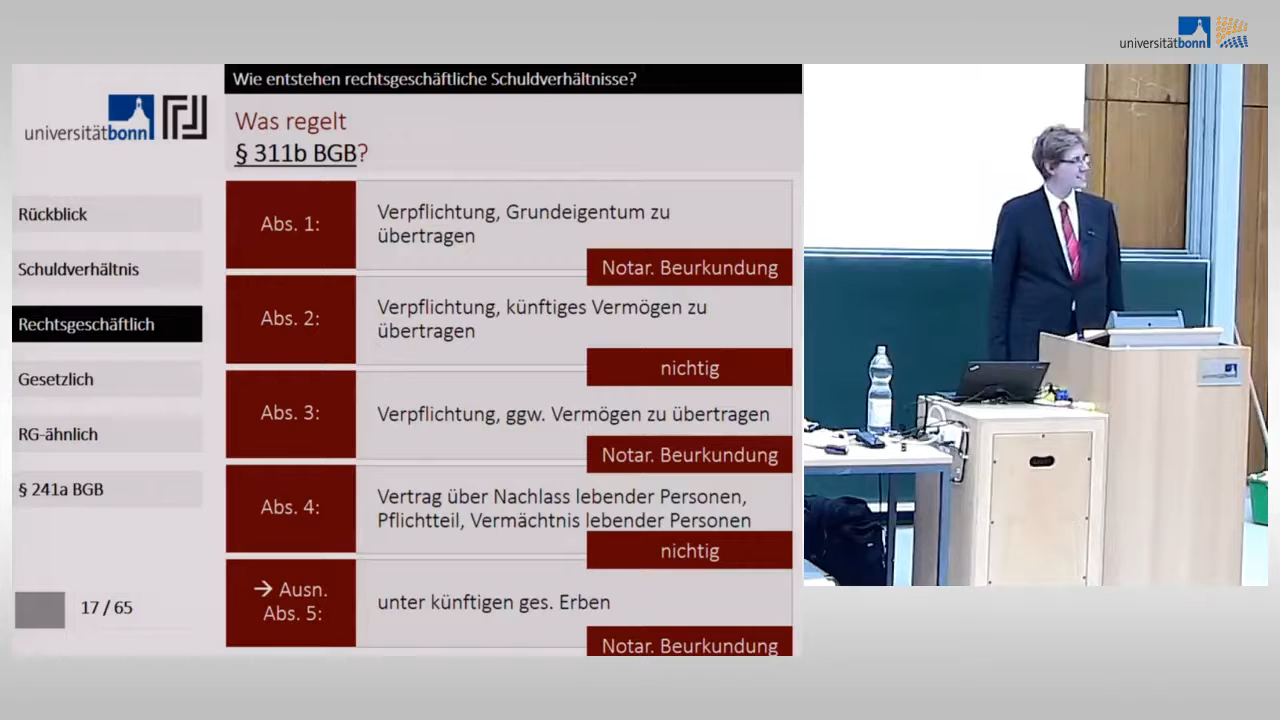 universitätbonn
Wie entstehen rechtsgeschäftliche Schuldverhältnisse?
universitätbonn
Was regelt
§ 311b BGB?
Rückblick
Schuldverhältnis
Rechtsgeschäftlich
Gesetzlich
RG-ähnlich
§ 241a BGB
17 / 65
Abs. 1:
Verpflichtung, Grundeigentum zu
übertragen
Notar. Beurkundung
Abs. 2:
Verpflichtung, künftiges Vermögen zu
übertragen
nichtig
Abs. 3:
Verpflichtung, ggw. Vermögen zu übertragen
Notar. Beurkundung
Abs. 4:
Vertrag über Nachlass lebender Personen,
Pflichtteil, Vermächtnis lebender Personen
nichtig
→ Ausn.
Abs. 5:
unter künftigen ges. Erben
Notar. Beurkundung